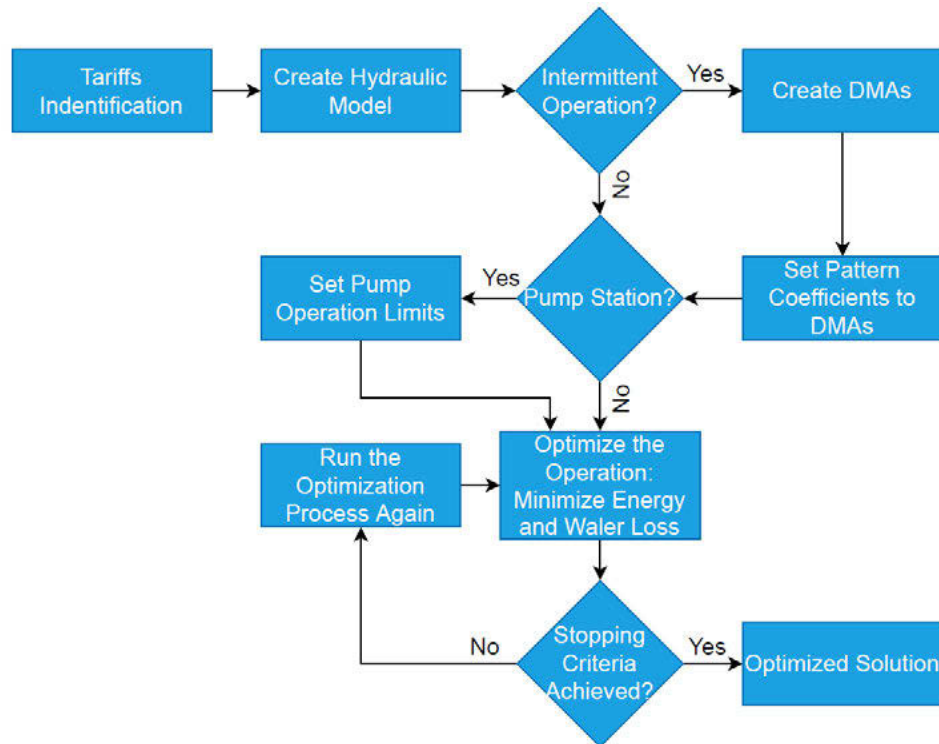 Tariffs
Indentification
Create Hydraulic
Model
Intermittent
Operation?
Yes
Create DMAs
No
Set Pump
Operation Limits
Yes
Pump Station?
Set Pattern
Coefficients to
DMAs
No
Run the
Optimization
Process Again
Optimize the
Operation:
Minimize Energy
and Waler Loss
No
Stopping
Criteria
Achieved?
Yes
Optimized Solution